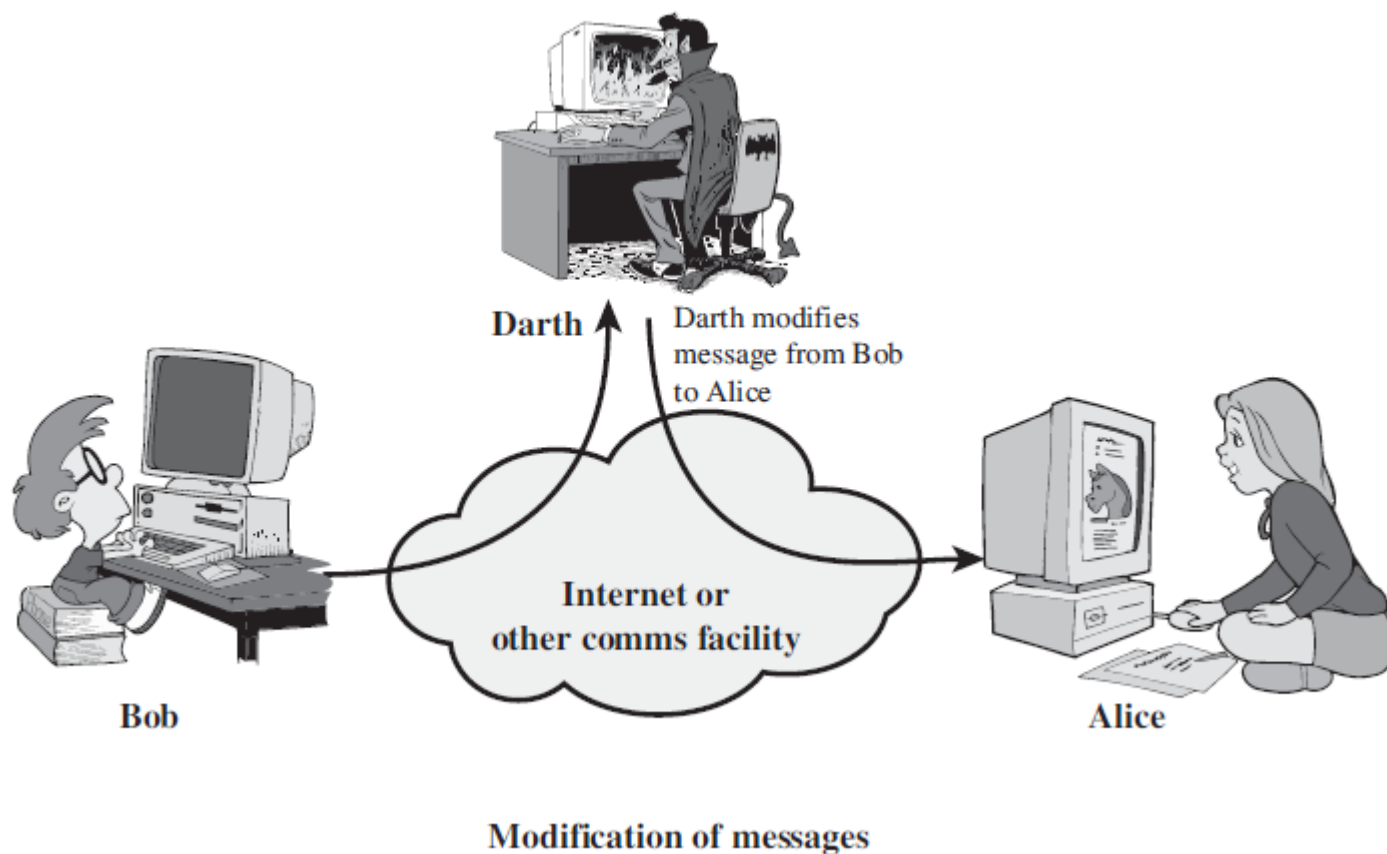 Darth
Darth modifies
message from Bob
to Alice
Internet or
other comms facility
Bob
Alice
Modification of messages